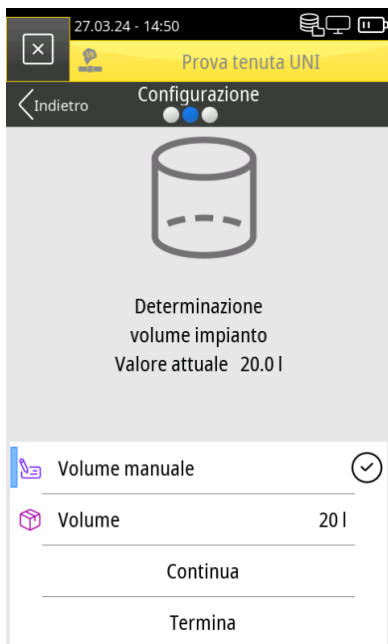 27.03.24 - 14:50
Prova tenuta UNI
Indietro
Configurazione
Determinazione
volume impianto
Valore attuale 20.0 l
Volume manuale
Volume 20 l
Continua
Termina